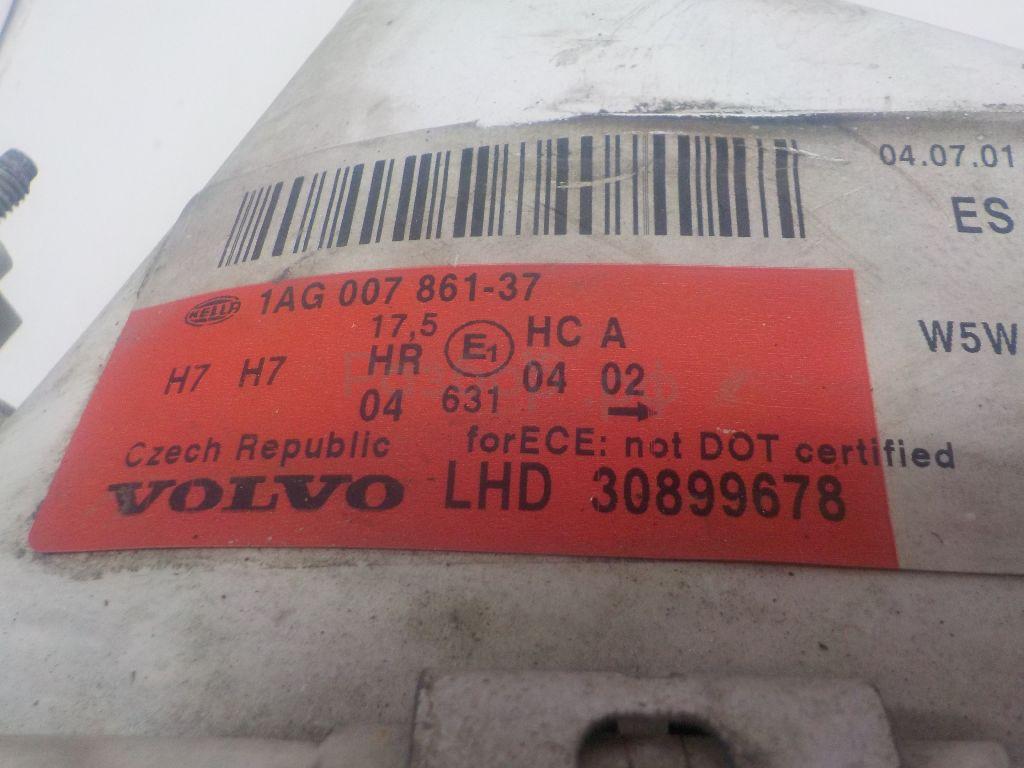 04.07.01
ES
HELLA 1AG 007 861-37
17,5 HC A
W5W
H7 H7 HR E1 04 02
04 631 →
Czech Republic forECE: not DOT certified
VOLVO LHD 30899678